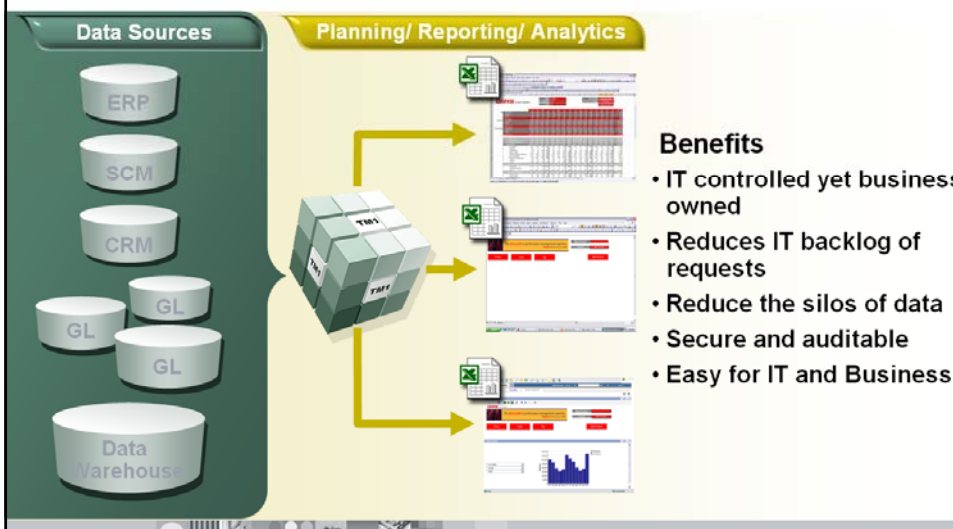 Data Sources
Planning/ Reporting/ Analytics
ERP
SCM
CRM
GL
GL
GL
Data
Warehouse
TM1
TM1
TM1
Benefits
• IT controlled yet business
owned
• Reduces IT backlog of
requests
• Reduce the silos of data
• Secure and auditable
• Easy for IT and Business